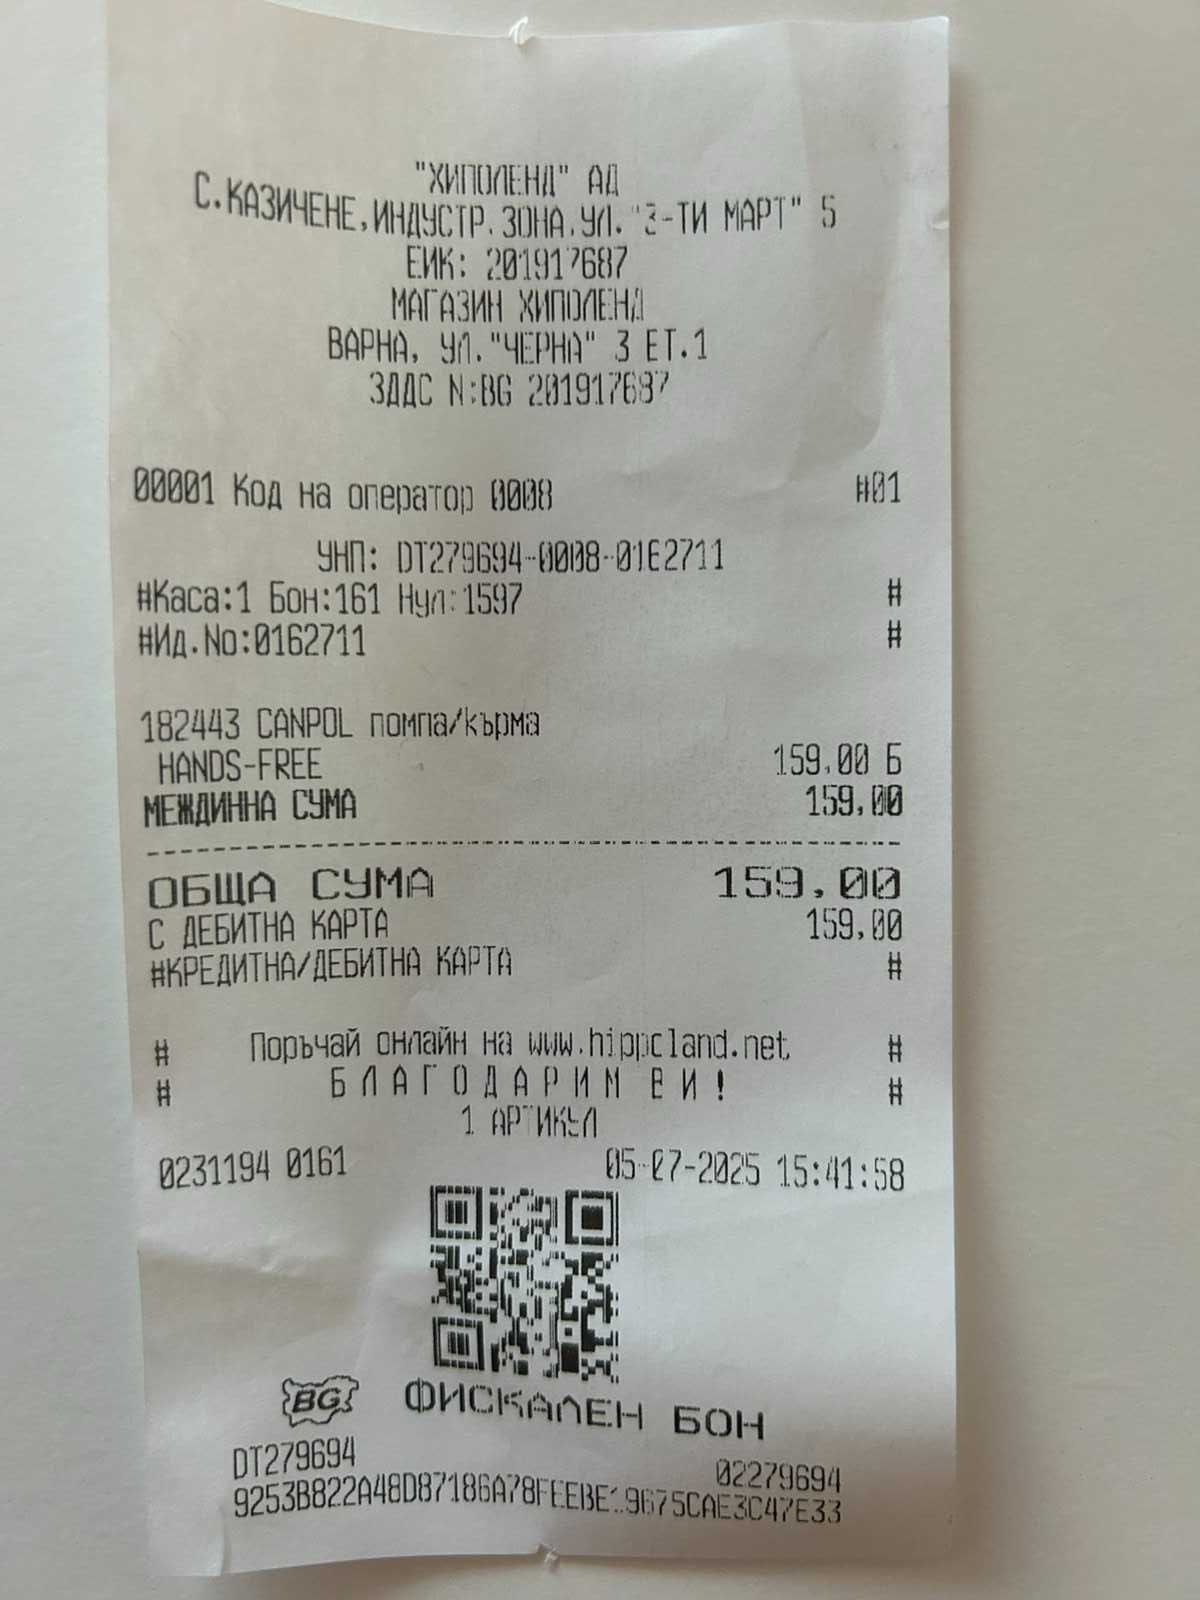 "ХИПОЛЕНД" АД
С.КАЗИЧЕНЕ,ИНДУСТР.ЗОНА,УЛ."3-ТИ МАРТ" 5
ЕИК: 201917687
МАГАЗИН ХИПОЛЕНД
ВАРНА, УЛ."ЧЕРНА" 3 ЕТ.1
ЗДДС N:BG 201917687
00001 Код на оператор 0008 #01
УНП: DT279694-0008-0162711
#Каса:1 Бон:161 Нул:1597 #
#Ид.No:0162711 #
182443 CANPOL помпа/кърма
HANDS-FREE 159,00 Б
МЕЖДИННА СУМА 159,00
ОБЩА СУМА 159,00
С ДЕБИТНА КАРТА 159,00
#КРЕДИТНА/ДЕБИТНА КАРТА #
# Поръчай онлайн на www.hippoland.net #
# БЛАГОДАРИМ ВИ! #
1 АРТИКУЛ
0231194 0161 05-07-2025 15:41:58
BG ФИСКАЛЕН БОН
DT279694 02279694
9253B822A48D87186A78FEEBE19675CAE3C47E33